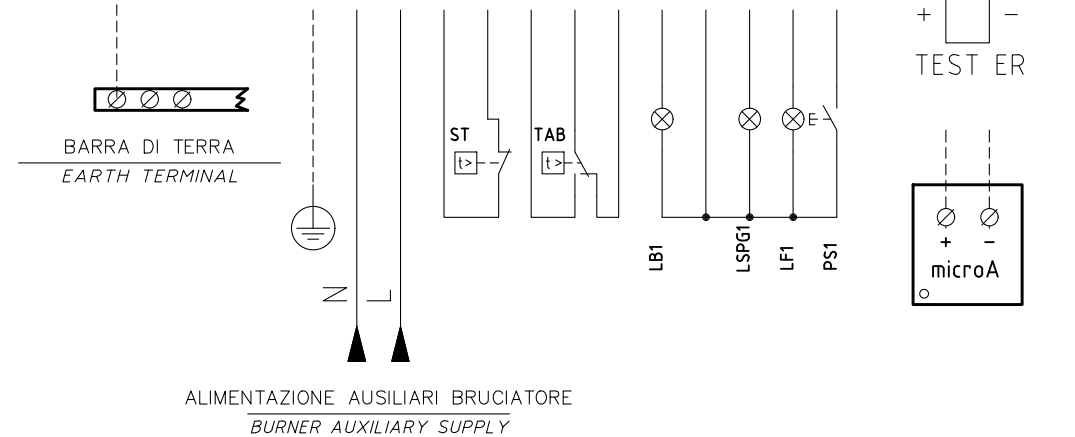 + -
TEST ER
ST
t>
TAB
t>
E
BARRA DI TERRA
EARTH TERMINAL
LB1
LSPG1
LF1
PS1
+ -
microA
N
L
ALIMENTAZIONE AUSILIARI BRUCIATORE
BURNER AUXILIARY SUPPLY